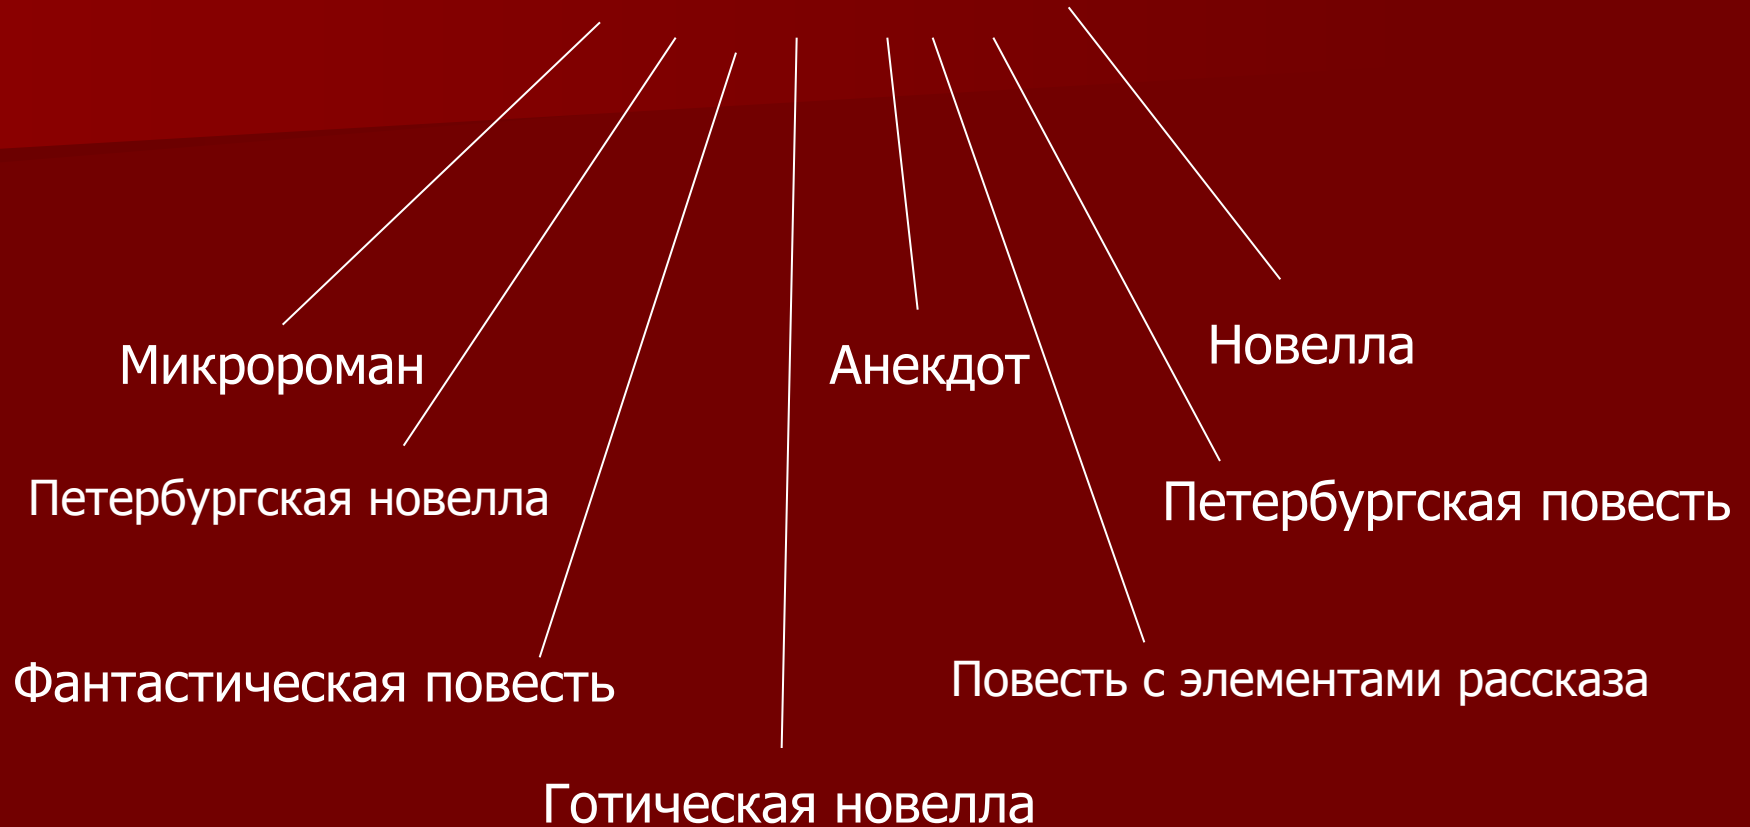 Микророман
Анекдот
Новелла
Петербургская новелла
Петербургская повесть
Фантастическая повесть
Повесть с элементами рассказа
Готическая новелла